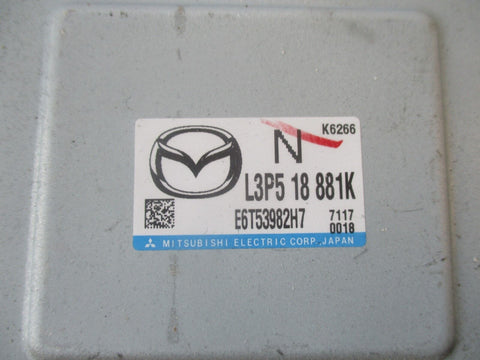 K6266
N
L3P5 18 881K
E6T53982H7 7117
0018
MITSUBISHI ELECTRIC CORP. JAPAN